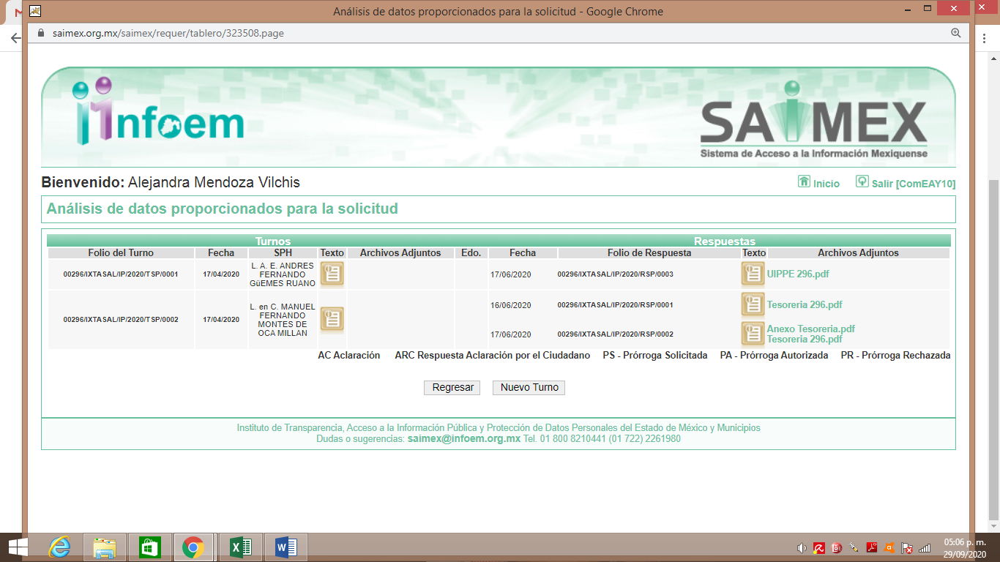 Análisis de datos proporcionados para la solicitud - Google Chrome
saimex.org.mx/saimex/requer/tablero/323508.page
infoem
SAIMEX
Sistema de Acceso a la Información Mexiquense
Bienvenido: Alejandra Mendoza Vilchis
Inicio Salir [ComEAY10]
Análisis de datos proporcionados para la solicitud
Turnos Respuestas
Folio del Turno Fecha SPH Texto Archivos Adjuntos Edo. Fecha Folio de Respuesta Texto Archivos Adjuntos
00296/IXTASAL/IP/2020/TSP/0001 17/04/2020 L. A. E. ANDRES FERNANDO GüEMES RUANO 17/06/2020 00296/IXTASAL/IP/2020/RSP/0003 UIPPE 296.pdf
00296/IXTASAL/IP/2020/TSP/0002 17/04/2020 L. en C. MANUEL FERNANDO MONTES DE OCA MILLAN 16/06/2020 00296/IXTASAL/IP/2020/RSP/0001 Tesoreria 296.pdf
17/06/2020 00296/IXTASAL/IP/2020/RSP/0002 Anexo Tesoreria.pdf
Tesoreria 296.pdf
AC Aclaración ARC Respuesta Aclaración por el Ciudadano PS - Prórroga Solicitada PA - Prórroga Autorizada PR - Prórroga Rechazada
Regresar Nuevo Turno
Instituto de Transparencia, Acceso a la Información Pública y Protección de Datos Personales del Estado de México y Municipios
Dudas o sugerencias: saimex@infoem.org.mx Tel. 01 800 8210441 (01 722) 2261980
05:06 p. m.
29/09/2020